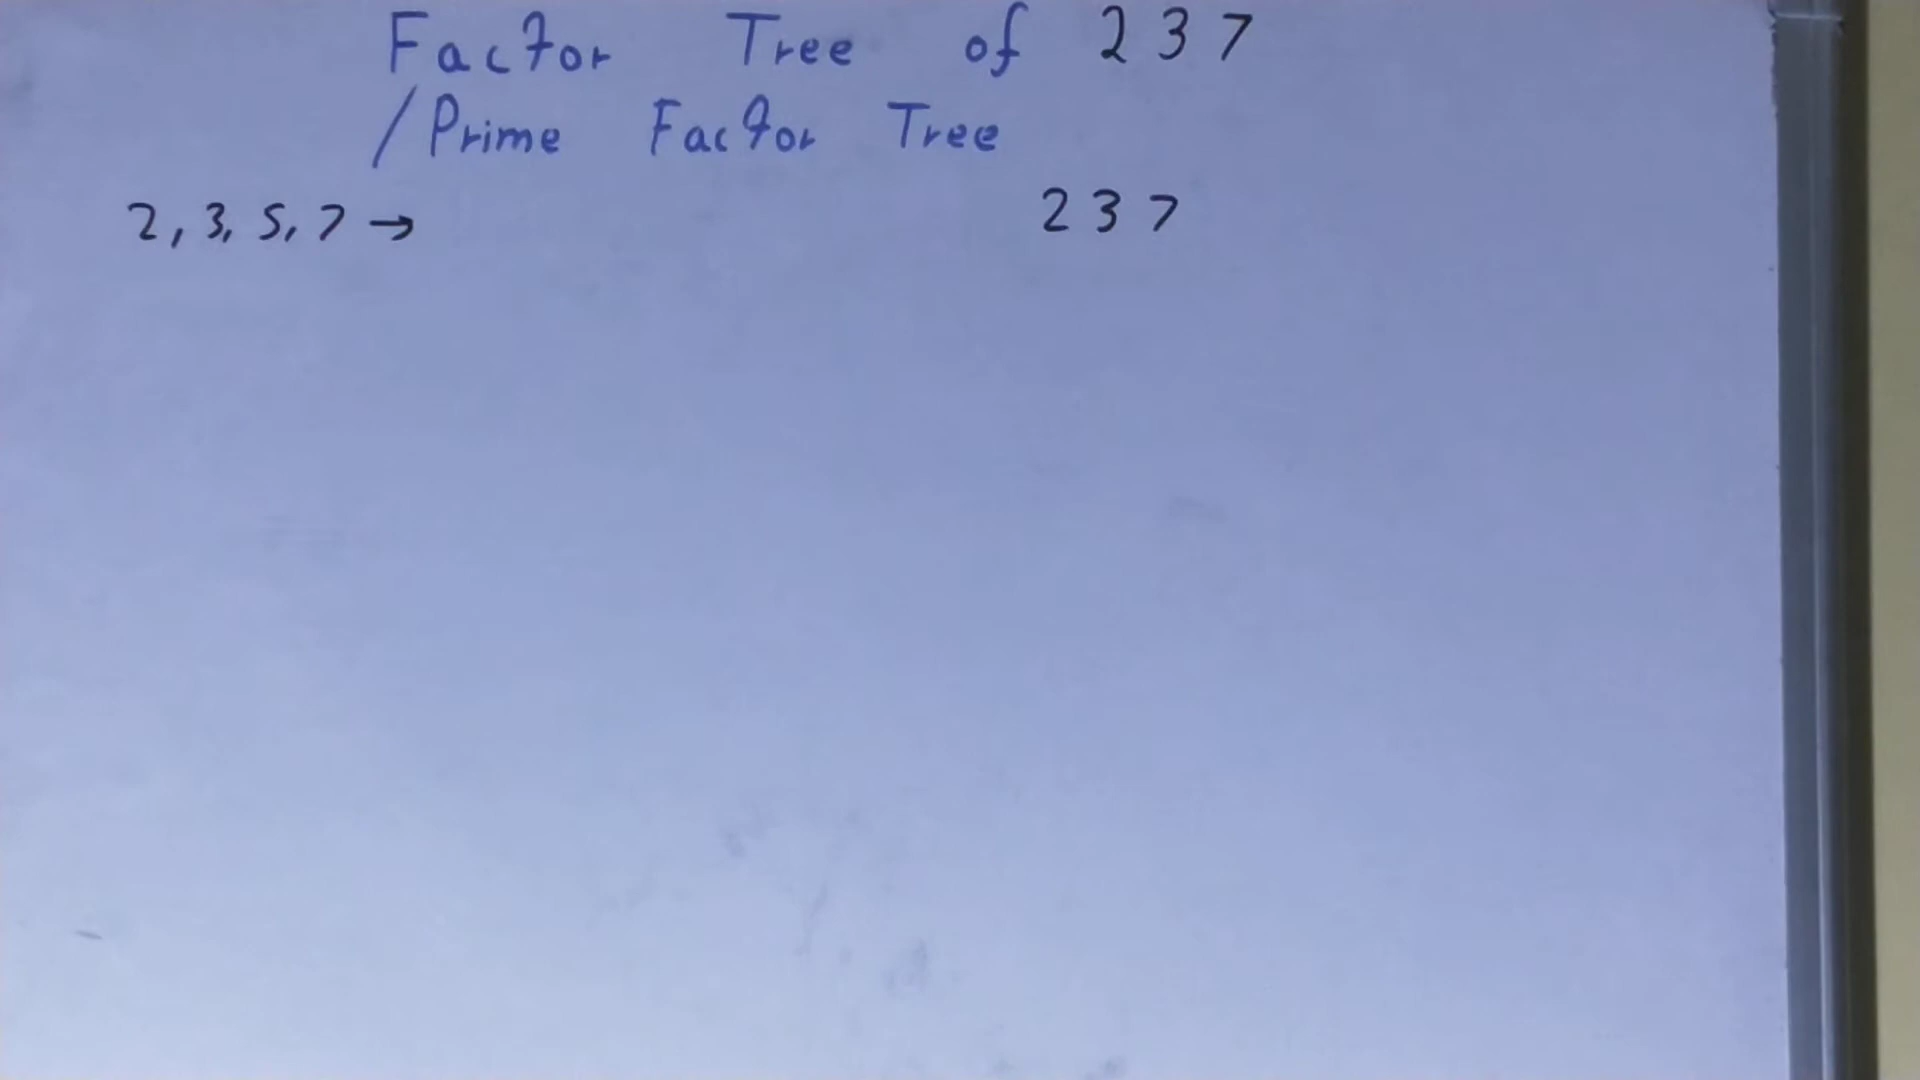 Factor Tree of 237
/Prime Factor Tree
2, 3, 5, 7 →
237